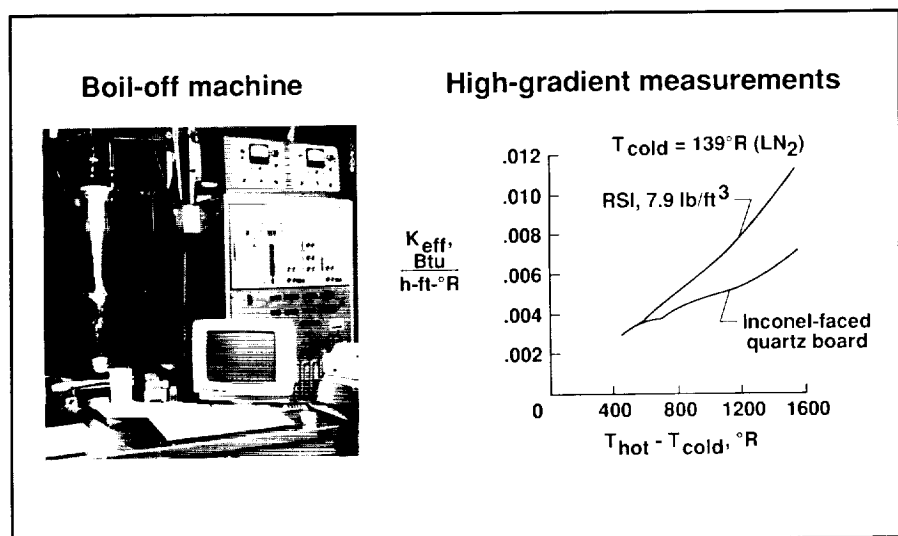 Boil-off machine
High-gradient measurements
T_cold = 139°R (LN₂)
.012
.010
.008
.006
.004
.002
0
K_eff,
Btu
h-ft-°R
RSI, 7.9 lb/ft³
Inconel-faced
quartz board
400
800
1200
1600
T_hot - T_cold, °R